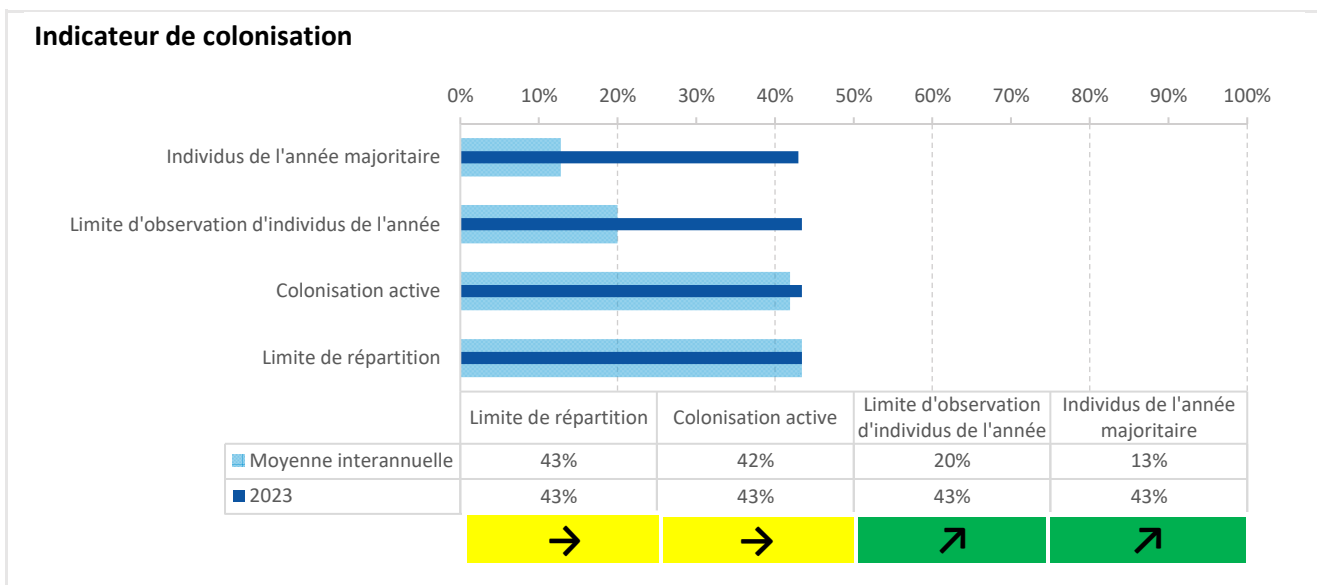 Indicateur de colonisation
0% 10% 20% 30% 40% 50% 60% 70% 80% 90% 100%
Individus de l'année majoritaire
Limite d'observation d'individus de l'année
Colonisation active
Limite de répartition
Limite de répartition Colonisation active Limite d'observation d'individus de l'année Individus de l'année majoritaire
Moyenne interannuelle 43% 42% 20% 13%
2023 43% 43% 43% 43%
→ → ↗ ↗